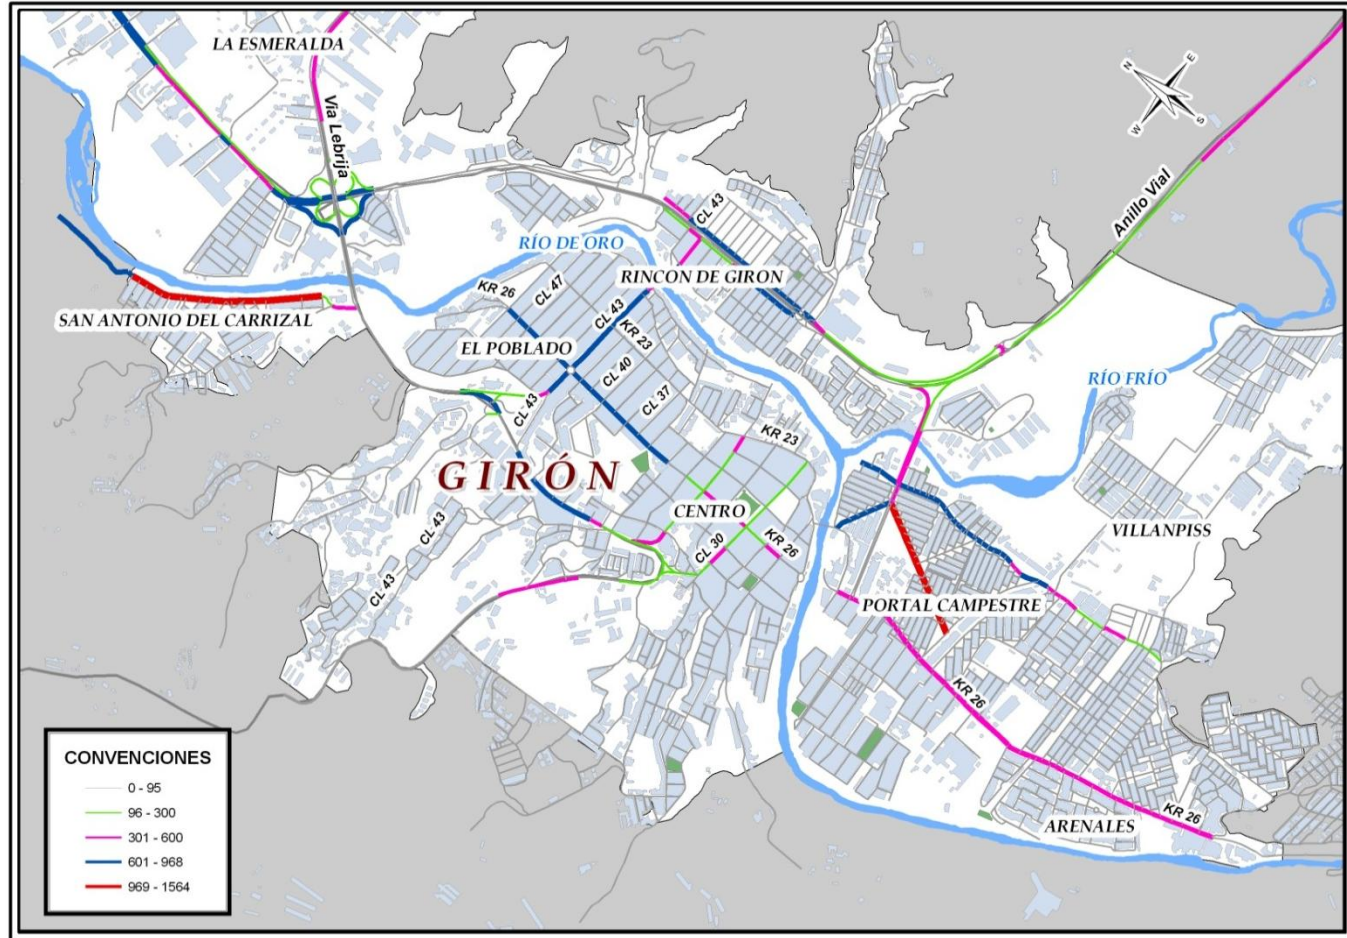 LA ESMERALDA
N
E
W
S
Via Lebrija
Anillo Vial
CL 43
RÍO DE ORO
RINCON DE GIRON
KR 26
CL 47
CL 43
SAN ANTONIO DEL CARRIZAL
KR 23
EL POBLADO
CL 40
RÍO FRÍO
CL 37
CL 43
KR 23
GIRÓN
CENTRO
CL 43
VILLANPISS
CL 30
KR 26
CL 43
PORTAL CAMPESTRE
KR 26
CONVENCIONES
0 - 95
96 - 300
301 - 600
601 - 968
969 - 1564
KR 26
ARENALES